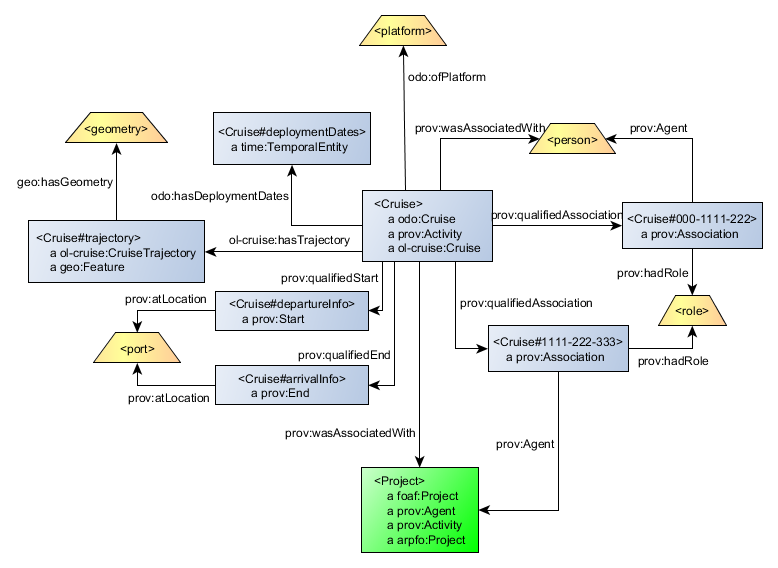 <platform>
odo:ofPlatform
<geometry>
<Cruise#deploymentDates>
a time:TemporalEntity
prov:wasAssociatedWith
<person>
prov:Agent
geo:hasGeometry
odo:hasDeploymentDates
<Cruise>
a odo:Cruise
a prov:Activity
a ol-cruise:Cruise
prov:qualifiedAssociation
<Cruise#000-1111-222>
a prov:Association
<Cruise#trajectory>
a ol-cruise:CruiseTrajectory
a geo:Feature
ol-cruise:hasTrajectory
prov:qualifiedStart
prov:hadRole
prov:atLocation
<Cruise#departureInfo>
a prov:Start
prov:qualifiedAssociation
<role>
<port>
prov:qualifiedEnd
<Cruise#1111-222-333>
a prov:Association
prov:hadRole
<Cruise#arrivalInfo>
a prov:End
prov:atLocation
prov:wasAssociatedWith
prov:Agent
<Project>
a foaf:Project
a prov:Agent
a prov:Activity
a arpfo:Project